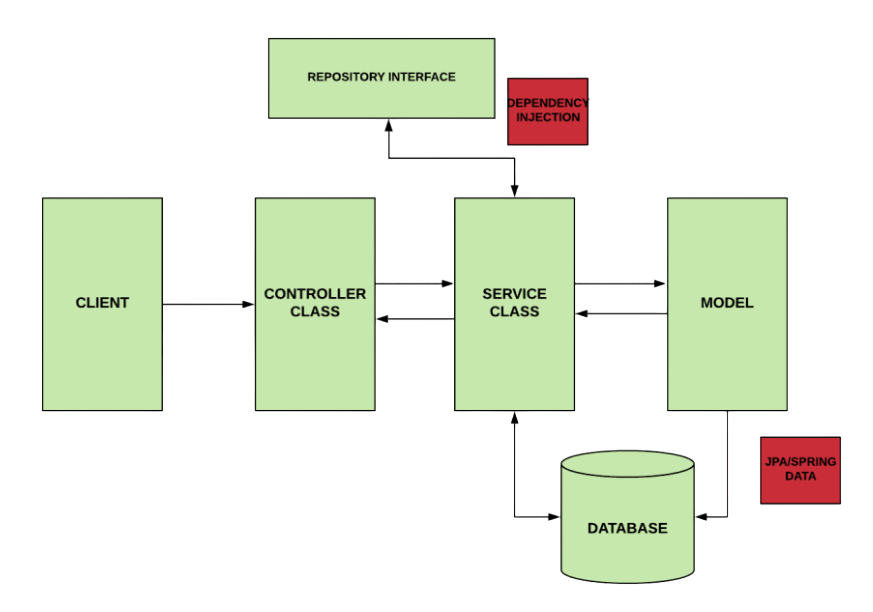 REPOSITORY INTERFACE
DEPENDENCY
INJECTION
CLIENT
CONTROLLER
CLASS
SERVICE
CLASS
MODEL
JPA/SPRING
DATA
DATABASE